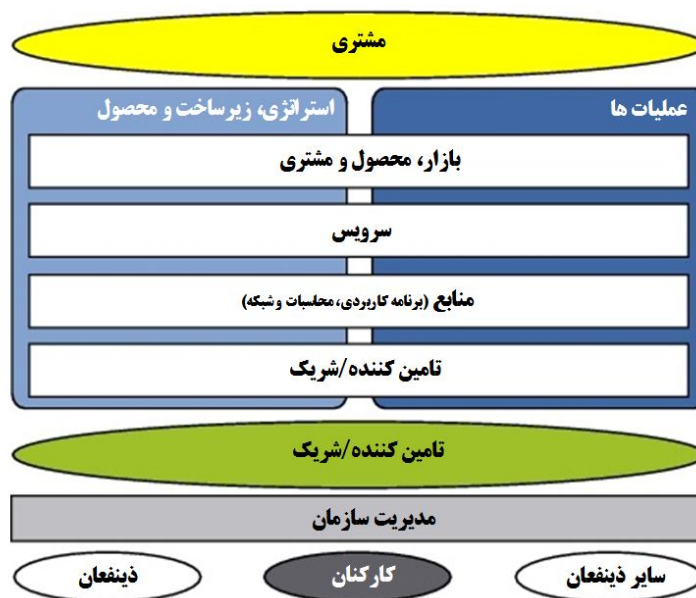 مشتری
عملیات ها
استراتژی، زیرساخت و محصول
بازار، محصول و مشتری
سرویس
منابع (برنامه کاربردی، محاسبات و شبکه)
تامین کننده/شریک
تامین کننده/شریک
مدیریت سازمان
سایر ذینفعان
کارکنان
ذینفعان